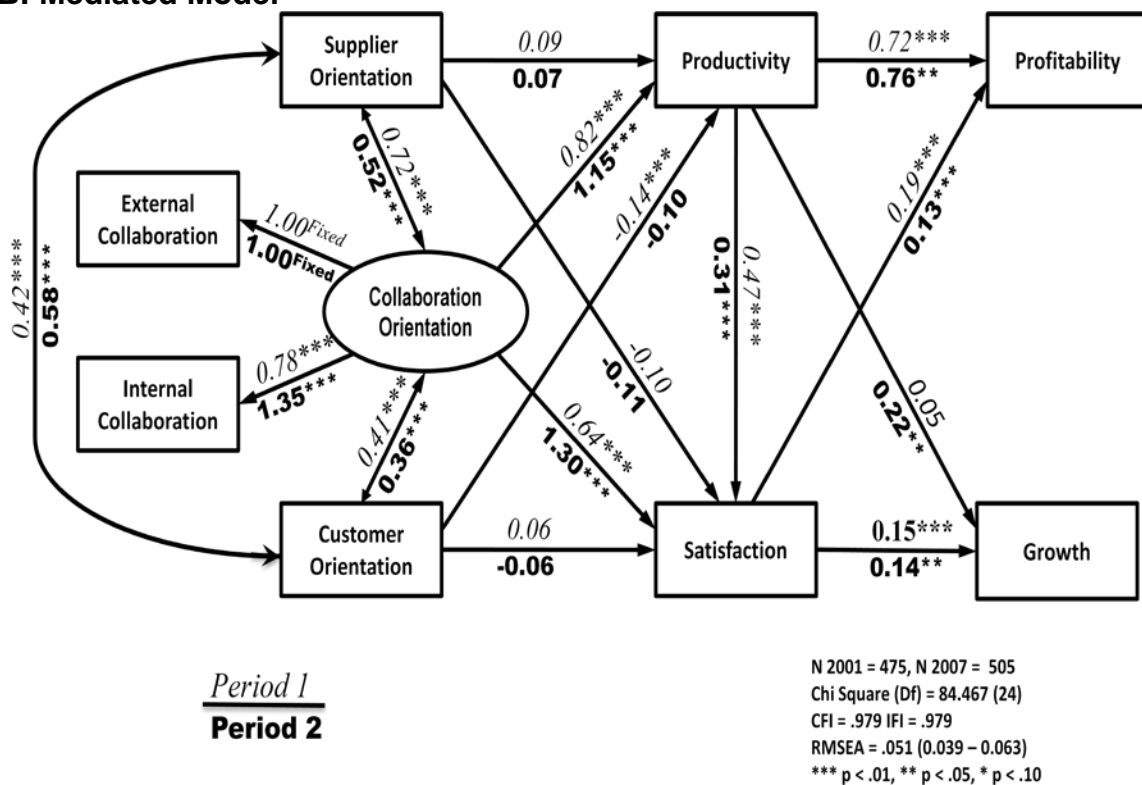 B. Mediated Model
Supplier
Orientation
0.09
0.07
Productivity
0.72***
0.76**
Profitability
0.72***
0.52***
0.82***
1.15***
-0.14***
-0.10
0.19***
0.13***
External
Collaboration
1.00Fixed
1.00Fixed
0.42***
0.58***
Collaboration
Orientation
0.47***
0.31***
Internal
Collaboration
0.78***
1.35***
0.41***
0.36***
-0.10
-0.11
0.64***
1.30***
0.05
0.22**
Customer
Orientation
0.06
-0.06
Satisfaction
0.15***
0.14**
Growth
Period 1
Period 2
N 2001 = 475, N 2007 = 505
Chi Square (Df) = 84.467 (24)
CFI = .979 IFI = .979
RMSEA = .051 (0.039 – 0.063)
*** p < .01, ** p < .05, * p < .10